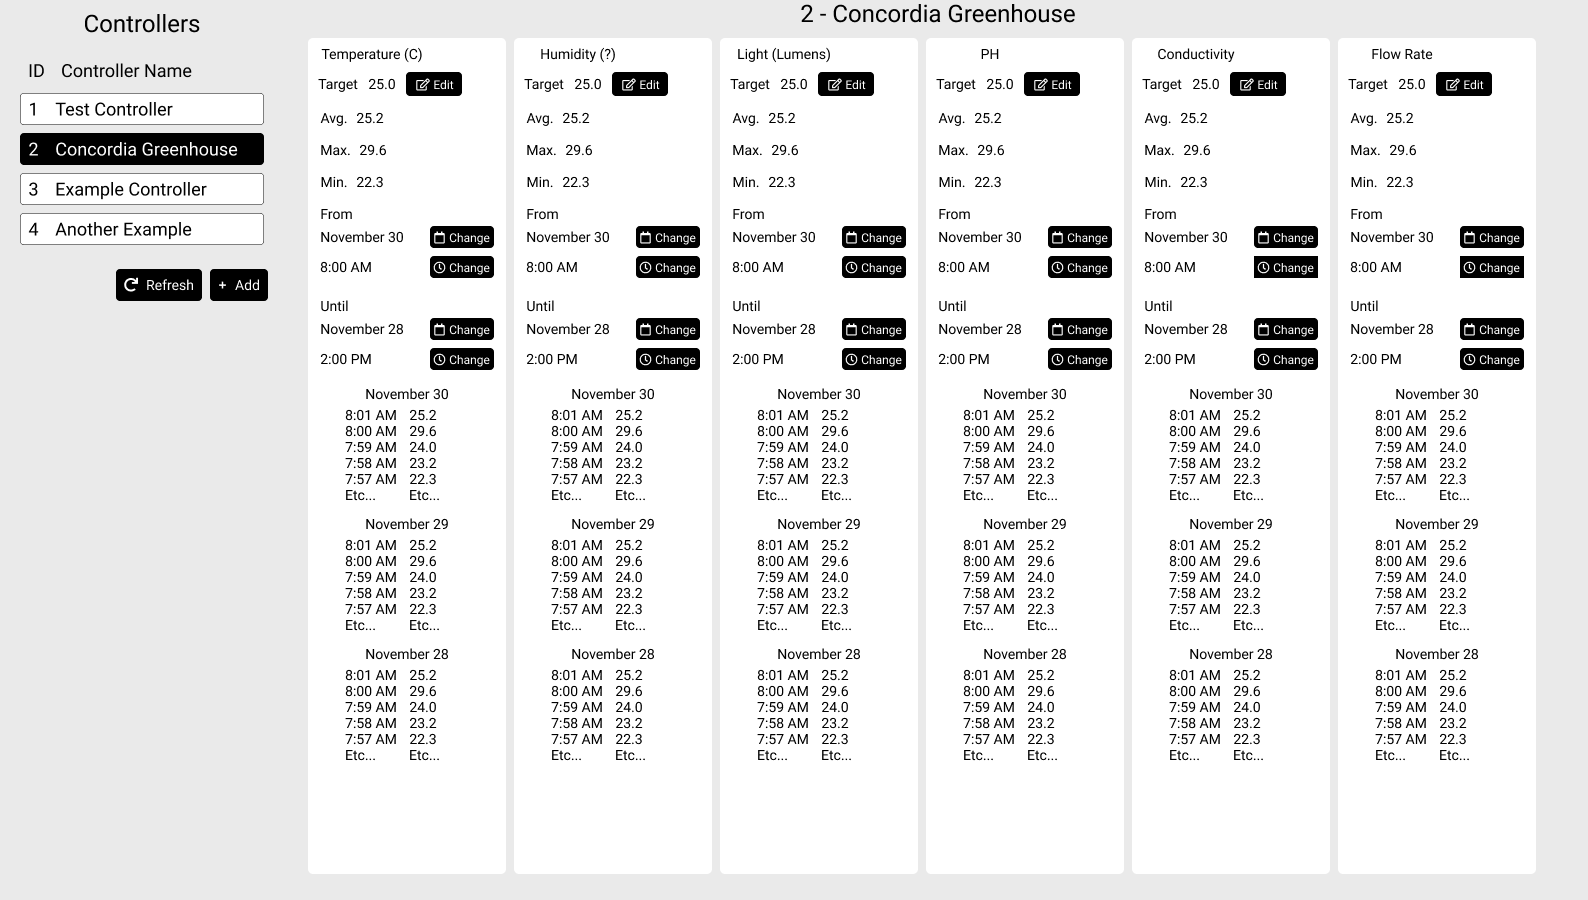 Controllers
ID Controller Name
1 Test Controller
2 Concordia Greenhouse
3 Example Controller
4 Another Example
Refresh + Add
2 - Concordia Greenhouse
Temperature (C)
Target 25.0 Edit
Avg. 25.2
Max. 29.6
Min. 22.3
From
November 30 Change
8:00 AM Change
Until
November 28 Change
2:00 PM Change
November 30
8:01 AM 25.2
8:00 AM 29.6
7:59 AM 24.0
7:58 AM 23.2
7:57 AM 22.3
Etc... Etc...
November 29
8:01 AM 25.2
8:00 AM 29.6
7:59 AM 24.0
7:58 AM 23.2
7:57 AM 22.3
Etc... Etc...
November 28
8:01 AM 25.2
8:00 AM 29.6
7:59 AM 24.0
7:58 AM 23.2
7:57 AM 22.3
Etc... Etc...
Humidity (?)
Target 25.0 Edit
Avg. 25.2
Max. 29.6
Min. 22.3
From
November 30 Change
8:00 AM Change
Until
November 28 Change
2:00 PM Change
November 30
8:01 AM 25.2
8:00 AM 29.6
7:59 AM 24.0
7:58 AM 23.2
7:57 AM 22.3
Etc... Etc...
November 29
8:01 AM 25.2
8:00 AM 29.6
7:59 AM 24.0
7:58 AM 23.2
7:57 AM 22.3
Etc... Etc...
November 28
8:01 AM 25.2
8:00 AM 29.6
7:59 AM 24.0
7:58 AM 23.2
7:57 AM 22.3
Etc... Etc...
Light (Lumens)
Target 25.0 Edit
Avg. 25.2
Max. 29.6
Min. 22.3
From
November 30 Change
8:00 AM Change
Until
November 28 Change
2:00 PM Change
November 30
8:01 AM 25.2
8:00 AM 29.6
7:59 AM 24.0
7:58 AM 23.2
7:57 AM 22.3
Etc... Etc...
November 29
8:01 AM 25.2
8:00 AM 29.6
7:59 AM 24.0
7:58 AM 23.2
7:57 AM 22.3
Etc... Etc...
November 28
8:01 AM 25.2
8:00 AM 29.6
7:59 AM 24.0
7:58 AM 23.2
7:57 AM 22.3
Etc... Etc...
PH
Target 25.0 Edit
Avg. 25.2
Max. 29.6
Min. 22.3
From
November 30 Change
8:00 AM Change
Until
November 28 Change
2:00 PM Change
November 30
8:01 AM 25.2
8:00 AM 29.6
7:59 AM 24.0
7:58 AM 23.2
7:57 AM 22.3
Etc... Etc...
November 29
8:01 AM 25.2
8:00 AM 29.6
7:59 AM 24.0
7:58 AM 23.2
7:57 AM 22.3
Etc... Etc...
November 28
8:01 AM 25.2
8:00 AM 29.6
7:59 AM 24.0
7:58 AM 23.2
7:57 AM 22.3
Etc... Etc...
Conductivity
Target 25.0 Edit
Avg. 25.2
Max. 29.6
Min. 22.3
From
November 30 Change
8:00 AM Change
Until
November 28 Change
2:00 PM Change
November 30
8:01 AM 25.2
8:00 AM 29.6
7:59 AM 24.0
7:58 AM 23.2
7:57 AM 22.3
Etc... Etc...
November 29
8:01 AM 25.2
8:00 AM 29.6
7:59 AM 24.0
7:58 AM 23.2
7:57 AM 22.3
Etc... Etc...
November 28
8:01 AM 25.2
8:00 AM 29.6
7:59 AM 24.0
7:58 AM 23.2
7:57 AM 22.3
Etc... Etc...
Flow Rate
Target 25.0 Edit
Avg. 25.2
Max. 29.6
Min. 22.3
From
November 30 Change
8:00 AM Change
Until
November 28 Change
2:00 PM Change
November 30
8:01 AM 25.2
8:00 AM 29.6
7:59 AM 24.0
7:58 AM 23.2
7:57 AM 22.3
Etc... Etc...
November 29
8:01 AM 25.2
8:00 AM 29.6
7:59 AM 24.0
7:58 AM 23.2
7:57 AM 22.3
Etc... Etc...
November 28
8:01 AM 25.2
8:00 AM 29.6
7:59 AM 24.0
7:58 AM 23.2
7:57 AM 22.3
Etc... Etc...